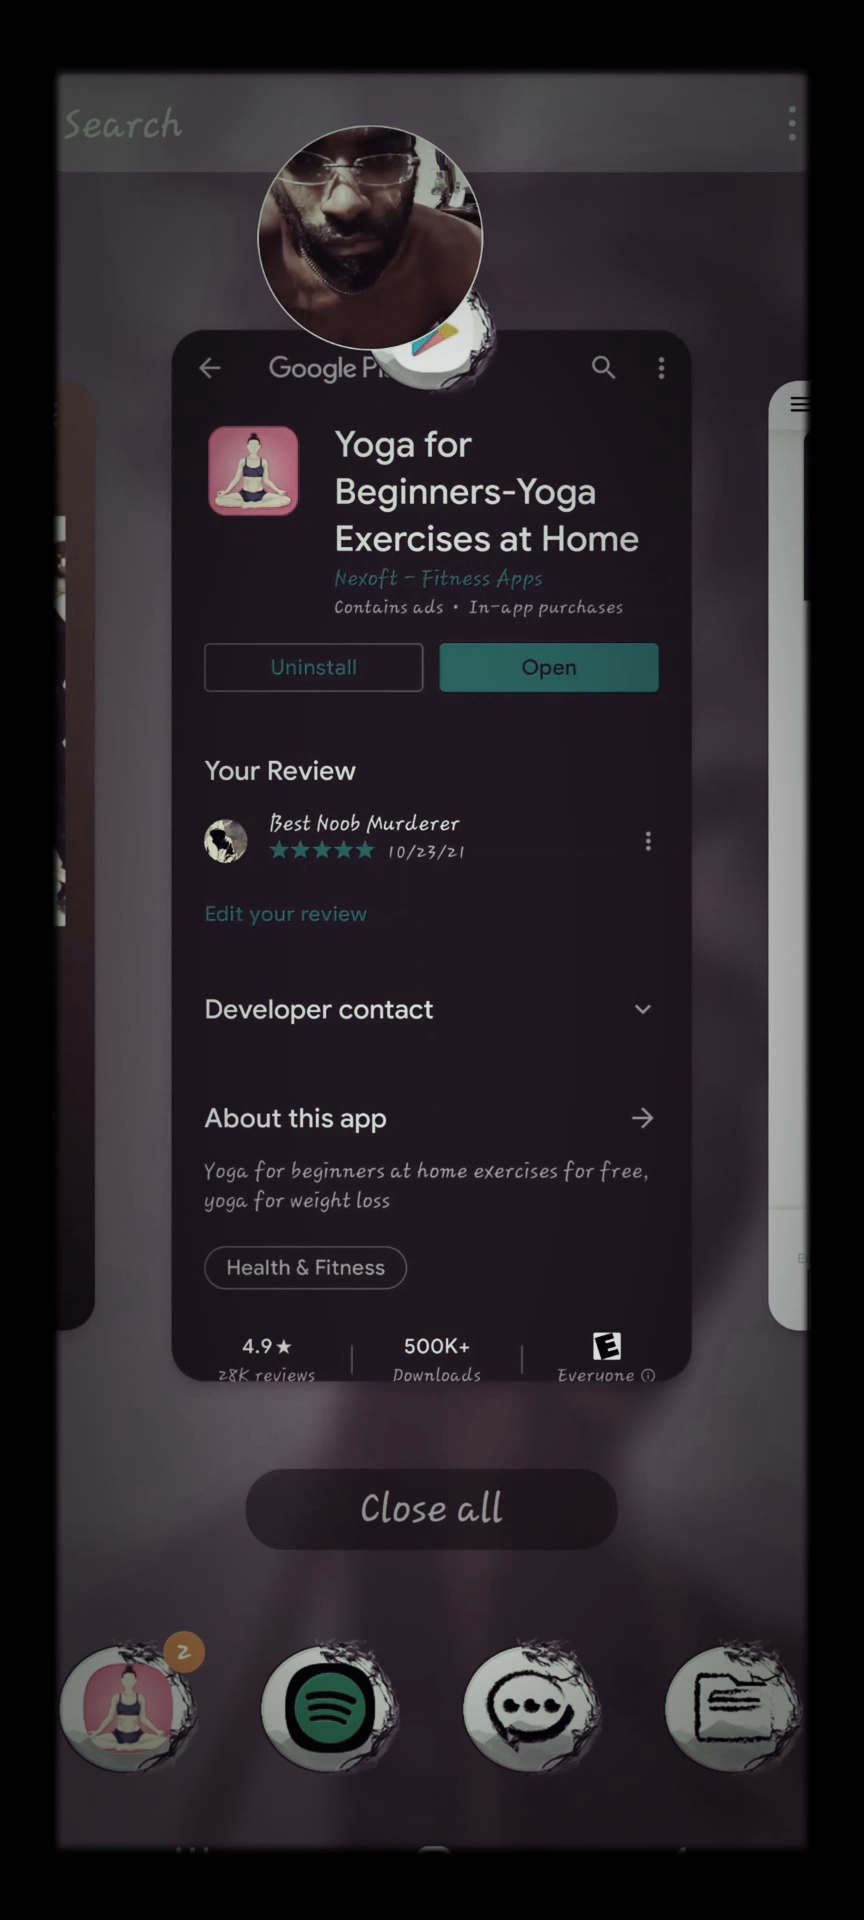 Search
Google Pl
Yoga for
Beginners-Yoga
Exercises at Home
Nexoft - Fitness Apps
Contains ads • In-app purchases
Uninstall
Open
Your Review
Best Noob Murderer
10/23/21
Edit your review
Developer contact
About this app
Yoga for beginners at home exercises for free,
yoga for weight loss
Health & Fitness
4.9★
500K+
E
28K reviews
Downloads
Everyone
Close all
2